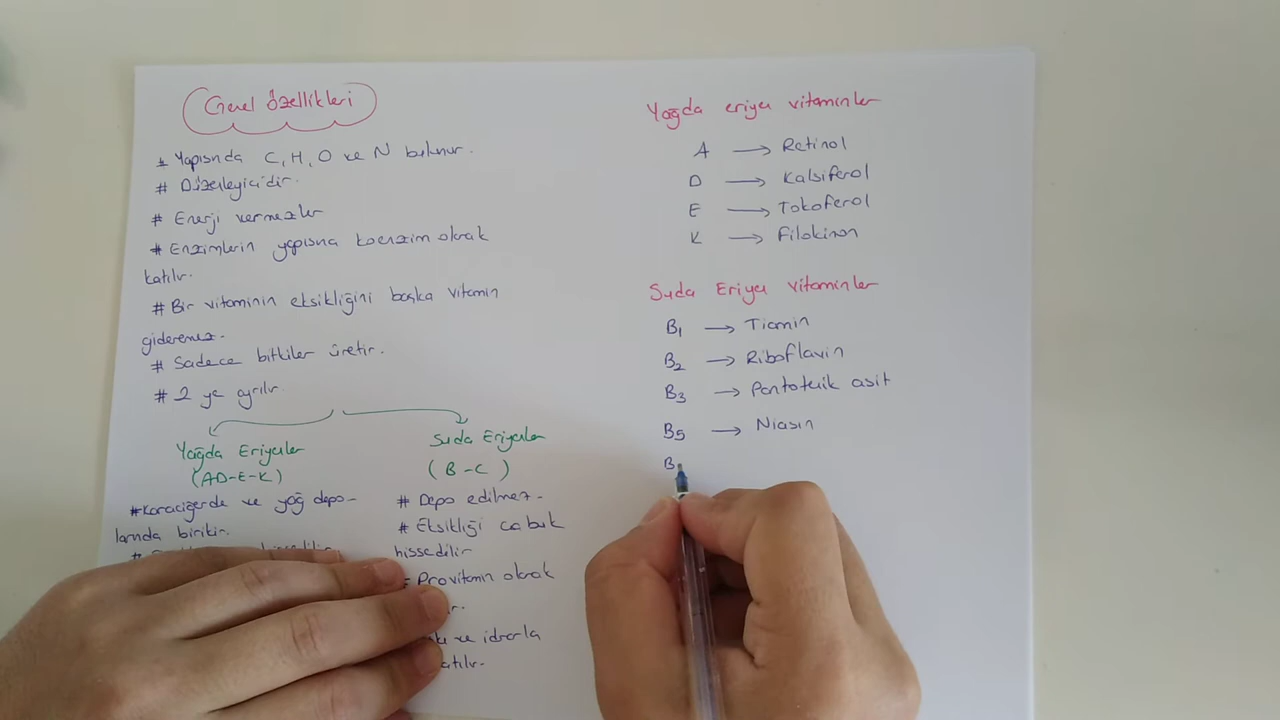 Genel özellikleri
* Yapısında C, H, O ve N bulunur.
# Düzenleyicidir.
# Enerji vermezler
# Enzimlerin yapısına koenzim olarak
katılır.
# Bir vitaminin eksikliğini başka vitamin
gideremez.
# Sadece bitkiler üretir.
# 2 ye ayrılır.
Yağda Eriyenler
(AD-E-K)
#Karaciğerde ve yağ depo-
larında birikir.
#
Suda Eriyenler
(B-C)
# Depo edilmez.
# Eksikliği çabuk
hissedilir
Provitamin olarak
ve idrarla
atılır.
Yağda eriyen vitaminler
A → Retinol
D → Kalsiferol
E → Tokoferol
K → Filokinon
Suda Eriyen vitaminler
B1 → Tiamin
B2 → Riboflavin
B3 → Pantotenik asit
B5 → Niasin
B